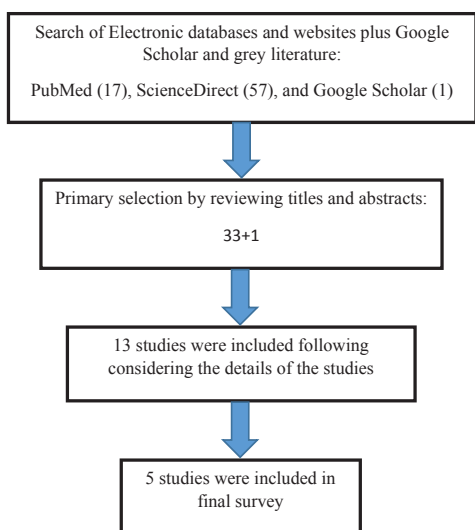 Search of Electronic databases and websites plus Google
Scholar and grey literature:
PubMed (17), ScienceDirect (57), and Google Scholar (1)
Primary selection by reviewing titles and abstracts:
33+1
13 studies were included following
considering the details of the studies
5 studies were included in
final survey